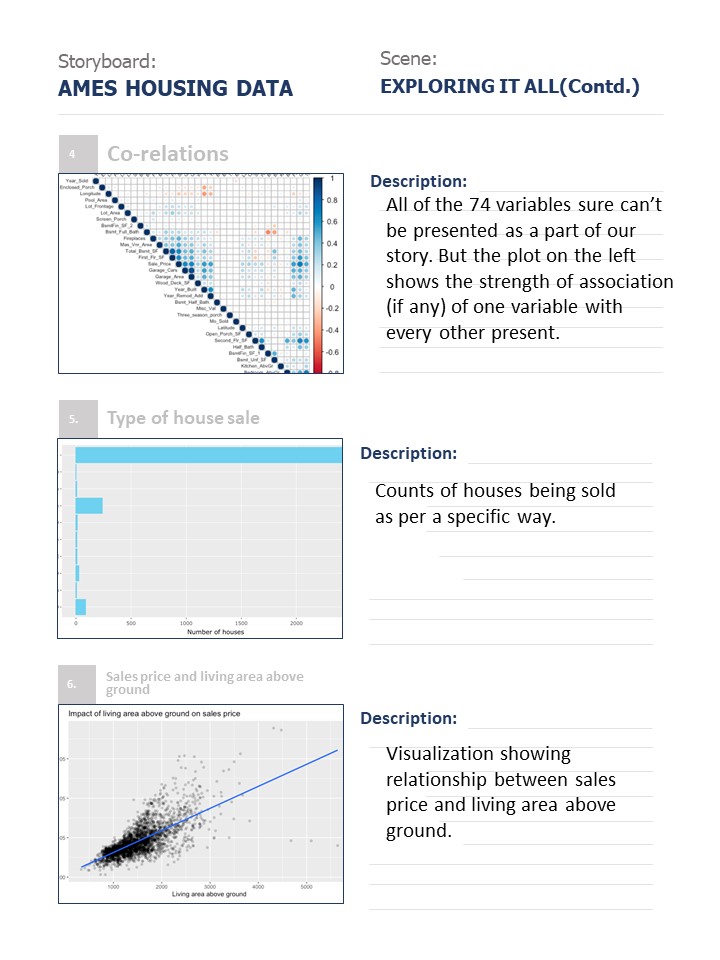 Storyboard:
AMES HOUSING DATA
Scene:
EXPLORING IT ALL(Contd.)
4
Co-relations
Year_Sold
Enclosed_Porch
Longitude
Pool_Area
Lot_Frontage
Lot_Area
Screen_Porch
BsmtFin_SF_2
Bsmt_Full_Bath
Fireplaces
Mas_Vnr_Area
Total_Bsmt_SF
First_Flr_SF
Sale_Price
Garage_Cars
Garage_Area
Wood_Deck_SF
Year_Built
Year_Remod_Add
Bsmt_Half_Bath
Misc_Val
Three_season_porch
Mo_Sold
Latitude
Open_Porch_SF
Second_Flr_SF
Half_Bath
BsmtFin_SF_1
Bsmt_Unf_SF
Kitchen_AbvGr
1
0.8
0.6
0.4
0.2
0
-0.2
-0.4
-0.6
Description:
All of the 74 variables sure can’t
be presented as a part of our
story. But the plot on the left
shows the strength of association
(if any) of one variable with
every other present.
5.
Type of house sale
0 500 1000 1500 2000
Number of houses
Description:
Counts of houses being sold
as per a specific way.
6.
Sales price and living area above
ground
Impact of living area above ground on sales price
1000 2000 3000 4000 5000
Living area above ground
Description:
Visualization showing
relationship between sales
price and living area above
ground.